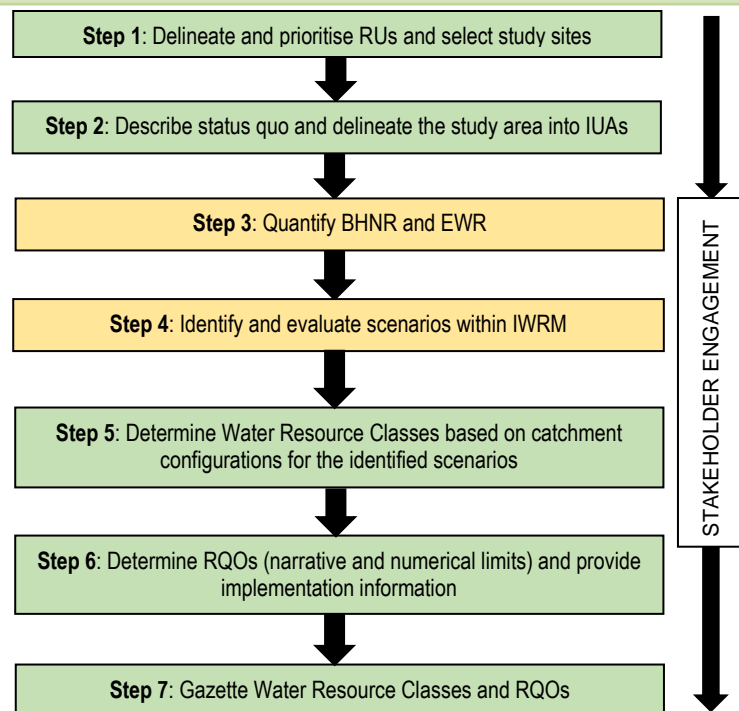 Step 1: Delineate and prioritise RUs and select study sites
Step 2: Describe status quo and delineate the study area into IUAs
Step 3: Quantify BHNR and EWR
Step 4: Identify and evaluate scenarios within IWRM
Step 5: Determine Water Resource Classes based on catchment
configurations for the identified scenarios
Step 6: Determine RQOs (narrative and numerical limits) and provide
implementation information
Step 7: Gazette Water Resource Classes and RQOs
STAKEHOLDER ENGAGEMENT